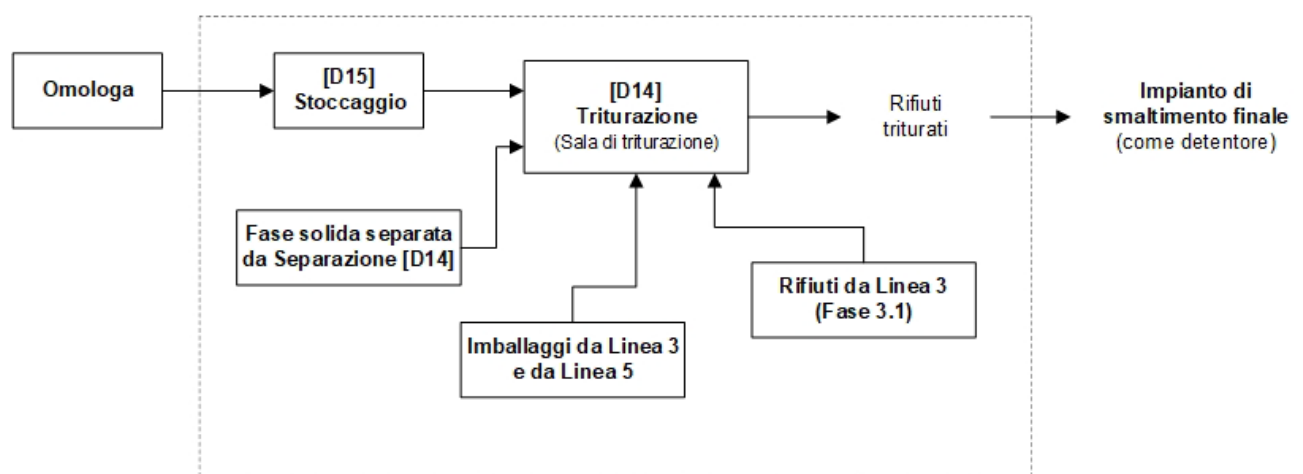 Omologa
[D15]
Stoccaggio
[D14]
Triturazione
(Sala di triturazione)
Rifiuti
triturati
Impianto di
smaltimento finale
(come detentore)
Fase solida separata
da Separazione [D14]
Rifiuti da Linea 3
(Fase 3.1)
Imballaggi da Linea 3
e da Linea 5